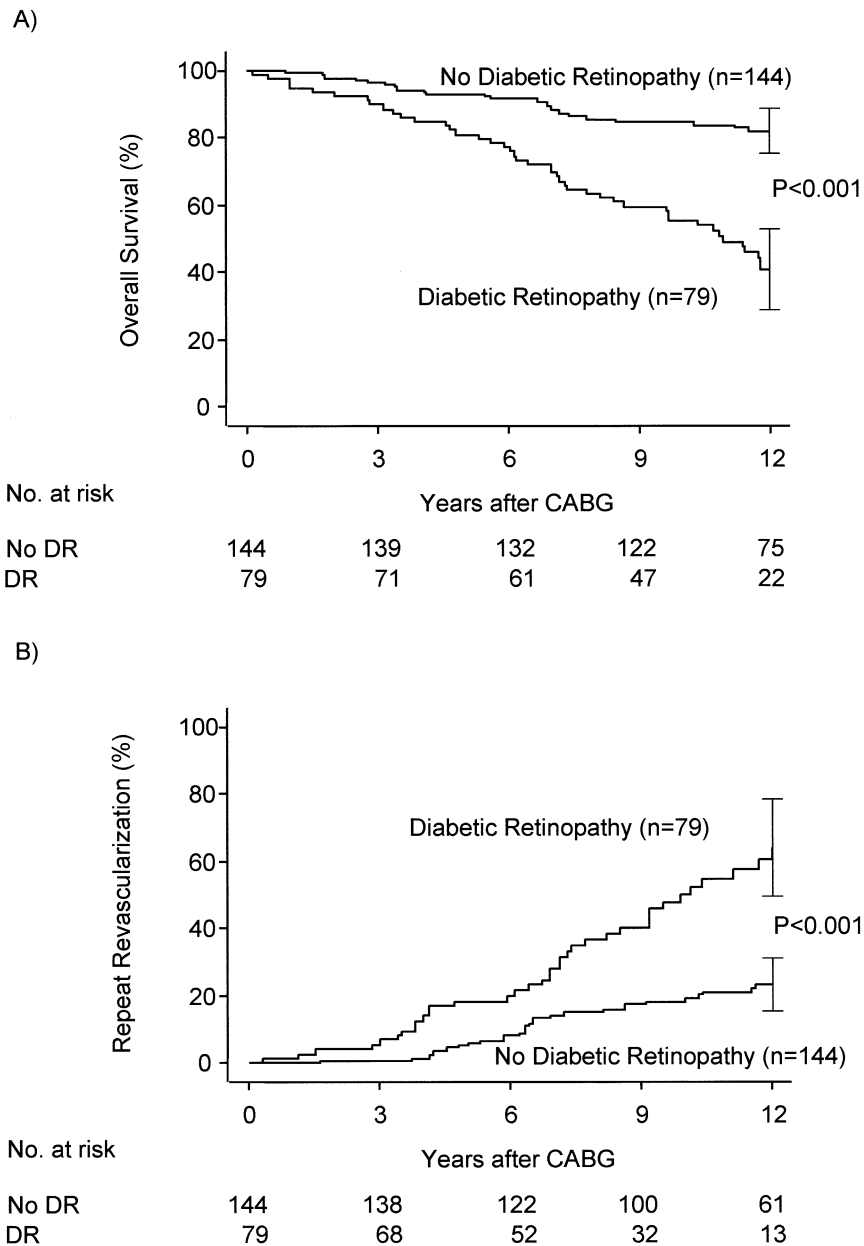 A)
Overall Survival (%)
100
80
60
40
20
0
No Diabetic Retinopathy (n=144)
P<0.001
Diabetic Retinopathy (n=79)
0 3 6 9 12
No. at risk
Years after CABG
No DR 144 139 132 122 75
DR 79 71 61 47 22
B)
Repeat Revascularization (%)
100
80
60
40
20
0
Diabetic Retinopathy (n=79)
P<0.001
No Diabetic Retinopathy (n=144)
0 3 6 9 12
No. at risk
Years after CABG
No DR 144 138 122 100 61
DR 79 68 52 32 13